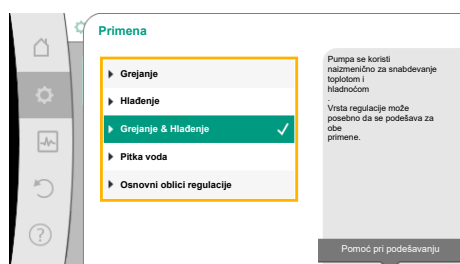 Primena
Grejanje
Hlađenje
Grejanje & Hlađenje
Pitka voda
Osnovni oblici regulacije
Pumpa se koristi
naizmenično za snabdevanje
toplotom i
hladnoćom
.
Vrsta regulacije može
posebno da se podešava za
obe
primene.
Pomoć pri podešavanju
?